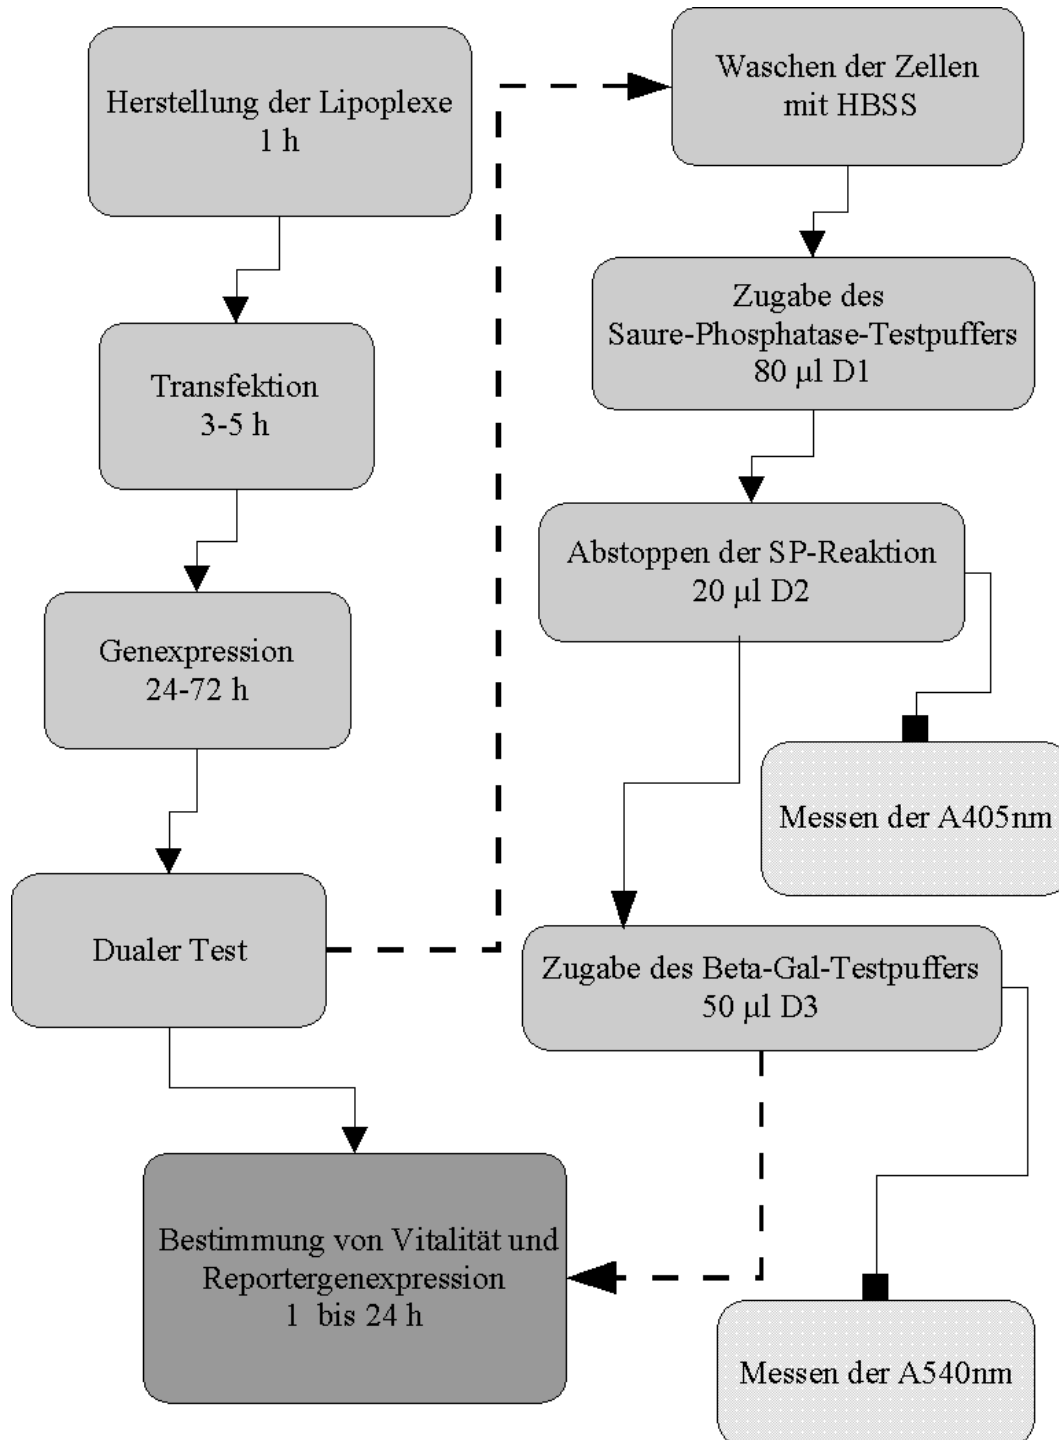 Herstellung der Lipoplexe
1 h
Transfektion
3-5 h
Genexpression
24-72 h
Dualer Test
Bestimmung von Vitalität und
Reportergenexpression
1 bis 24 h
Waschen der Zellen
mit HBSS
Zugabe des
Saure-Phosphatase-Testpuffers
80 µl D1
Abstoppen der SP-Reaktion
20 µl D2
Messen der A405nm
Zugabe des Beta-Gal-Testpuffers
50 µl D3
Messen der A540nm